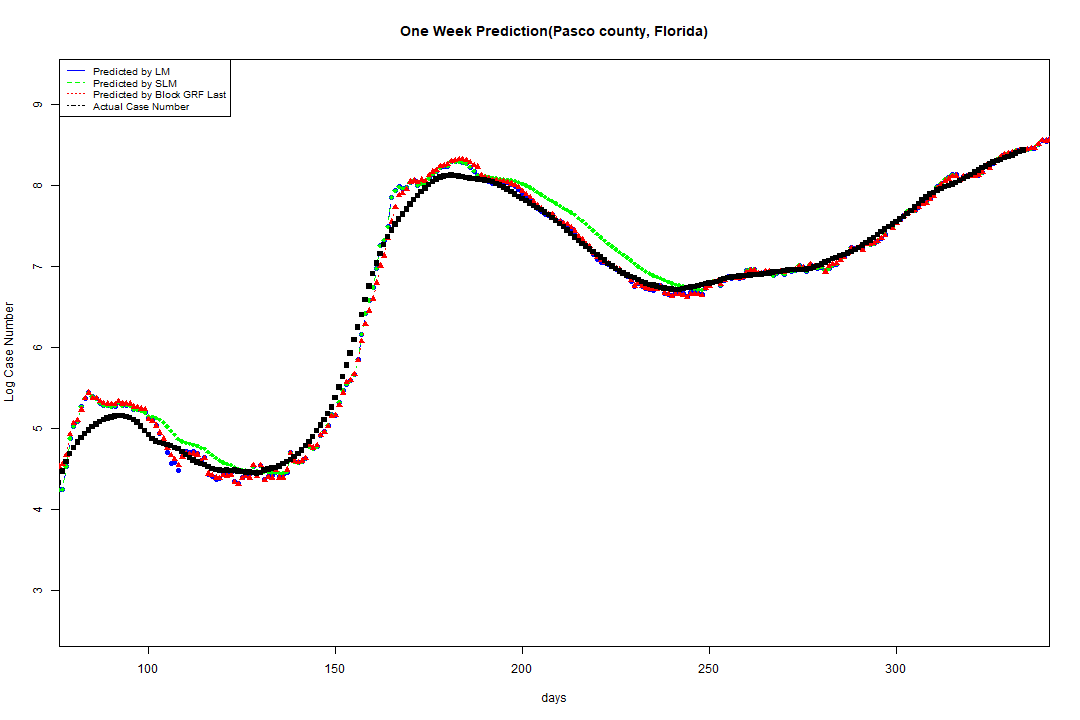 One Week Prediction(Pasco county, Florida)
Predicted by LM
Predicted by SLM
Predicted by Block GRF Last
Actual Case Number
9
8
7
6
5
4
3
Log Case Number
100 150 200 250 300
days